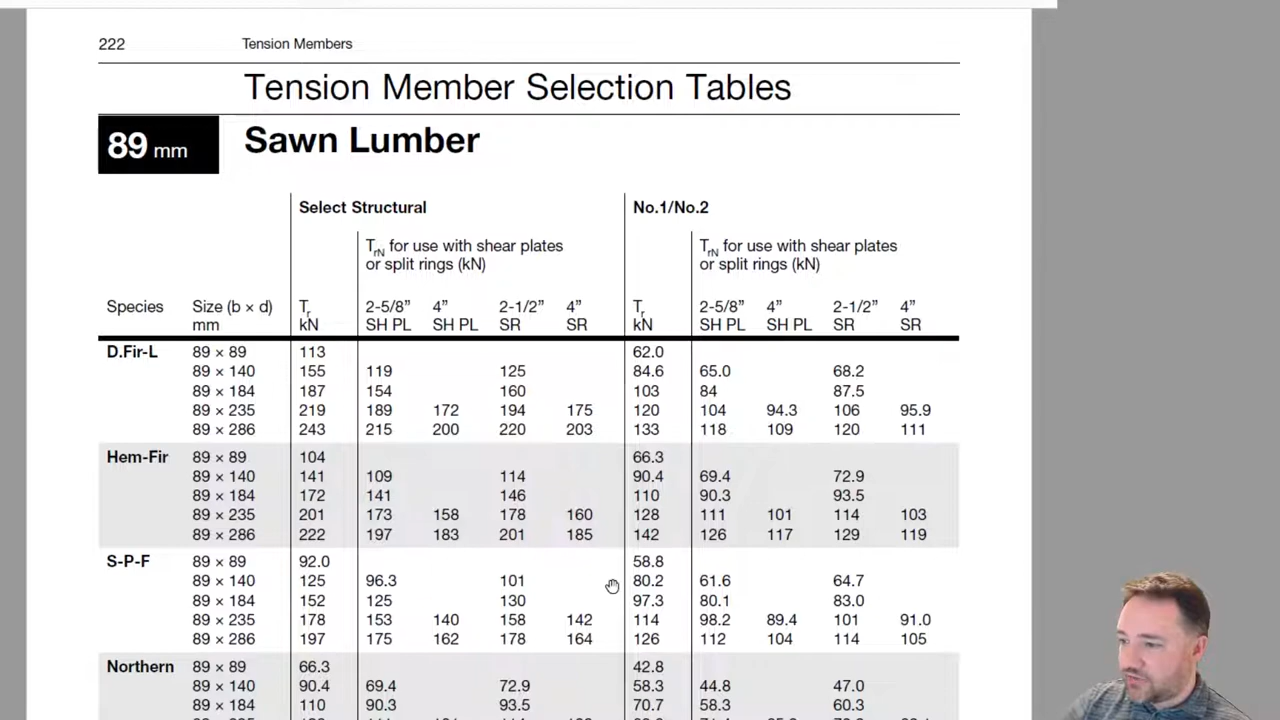 222 Tension Members
Tension Member Selection Tables
89 mm Sawn Lumber
Select Structural No.1/No.2
TrN for use with shear plates TrN for use with shear plates
or split rings (kN) or split rings (kN)
Species Size (b × d) Tr 2-5/8" 4" 2-1/2" 4" Tr 2-5/8" 4" 2-1/2" 4"
mm kN SH PL SH PL SR SR kN SH PL SH PL SR SR
D.Fir-L 89 × 89 113 62.0
89 × 140 155 119 125 84.6 65.0 68.2
89 × 184 187 154 160 103 84 87.5
89 × 235 219 189 172 194 175 120 104 94.3 106 95.9
89 × 286 243 215 200 220 203 133 118 109 120 111
Hem-Fir 89 × 89 104 66.3
89 × 140 141 109 114 90.4 69.4 72.9
89 × 184 172 141 146 110 90.3 93.5
89 × 235 201 173 158 178 160 128 111 101 114 103
89 × 286 222 197 183 201 185 142 126 117 129 119
S-P-F 89 × 89 92.0 58.8
89 × 140 125 96.3 101 80.2 61.6 64.7
89 × 184 152 125 130 97.3 80.1 83.0
89 × 235 178 153 140 158 142 114 98.2 89.4 101 91.0
89 × 286 197 175 162 178 164 126 112 104 114 105
Northern 89 × 89 66.3 42.8
89 × 140 90.4 69.4 72.9 58.3 44.8 47.0
89 × 184 110 90.3 93.5 70.7 58.3 60.3